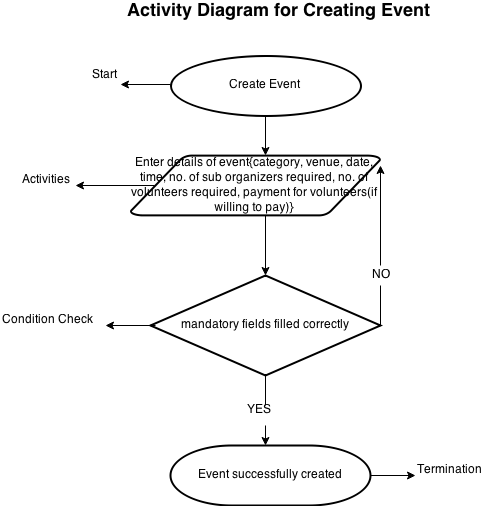 Activity Diagram for Creating Event
Start
Create Event
Enter details of event{category, venue, date,
time, no. of sub organizers required, no. of
volunteers required, payment for volunteers(if
willing to pay)}
Activities
NO
Condition Check
mandatory fields filled correctly
YES
Event successfully created
Termination